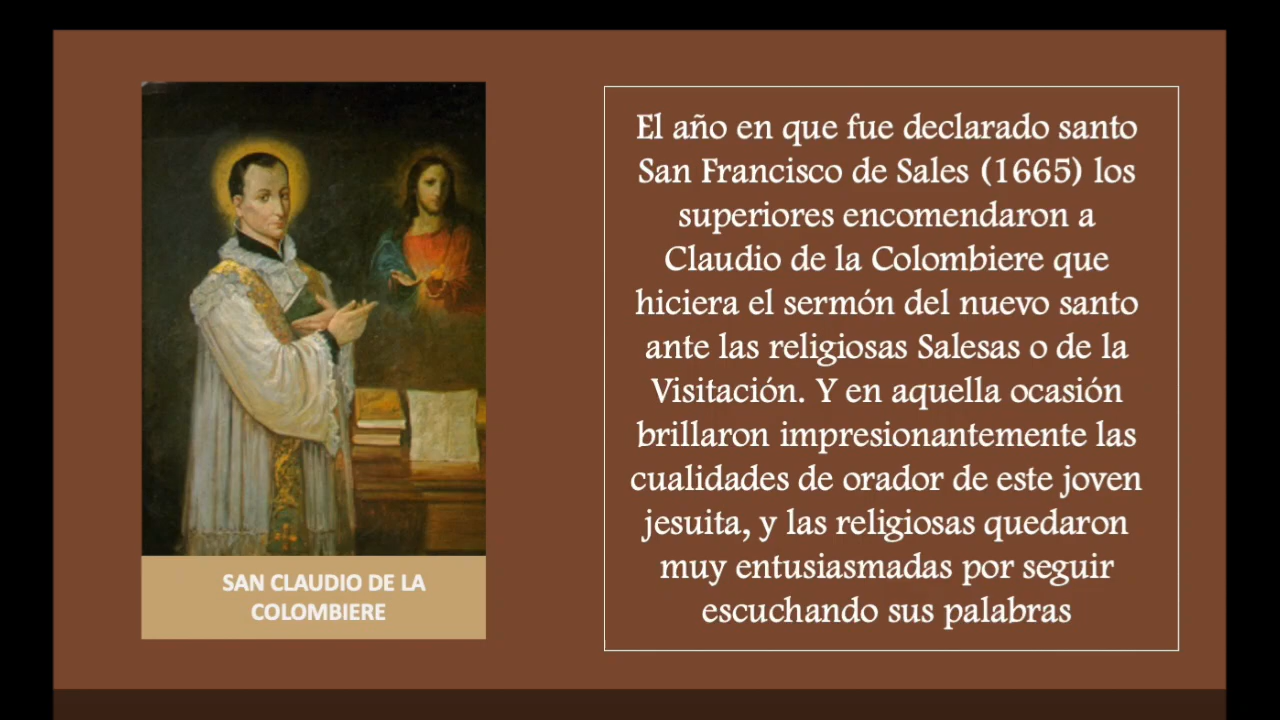 SAN CLAUDIO DE LA
COLOMBIERE
El año en que fue declarado santo
San Francisco de Sales (1665) los
superiores encomendaron a
Claudio de la Colombiere que
hiciera el sermón del nuevo santo
ante las religiosas Salesas o de la
Visitación. Y en aquella ocasión
brillaron impresionantemente las
cualidades de orador de este joven
jesuita, y las religiosas quedaron
muy entusiasmadas por seguir
escuchando sus palabras